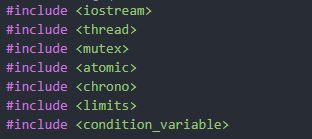 #include <iostream>
#include <thread>
#include <mutex>
#include <atomic>
#include <chrono>
#include <limits>
#include <condition_variable>